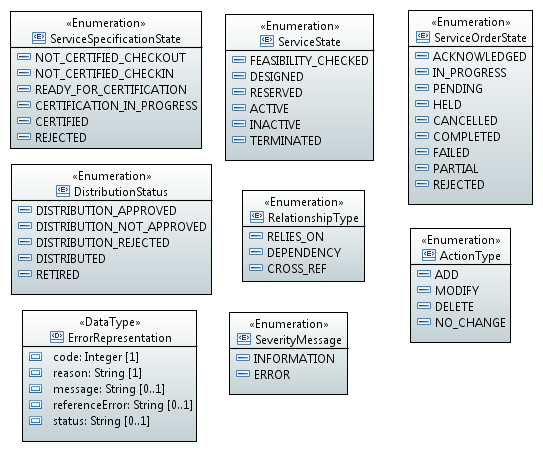 «Enumeration»
ServiceSpecificationState
NOT_CERTIFIED_CHECKOUT
NOT_CERTIFIED_CHECKIN
READY_FOR_CERTIFICATION
CERTIFICATION_IN_PROGRESS
CERTIFIED
REJECTED
«Enumeration»
ServiceState
FEASIBILITY_CHECKED
DESIGNED
RESERVED
ACTIVE
INACTIVE
TERMINATED
«Enumeration»
ServiceOrderState
ACKNOWLEDGED
IN_PROGRESS
PENDING
HELD
CANCELLED
COMPLETED
FAILED
PARTIAL
REJECTED
«Enumeration»
DistributionStatus
DISTRIBUTION_APPROVED
DISTRIBUTION_NOT_APPROVED
DISTRIBUTION_REJECTED
DISTRIBUTED
RETIRED
«Enumeration»
RelationshipType
RELIES_ON
DEPENDENCY
CROSS_REF
«Enumeration»
ActionType
ADD
MODIFY
DELETE
NO_CHANGE
«DataType»
ErrorRepresentation
code: Integer [1]
reason: String [1]
message: String [0..1]
referenceError: String [0..1]
status: String [0..1]
«Enumeration»
SeverityMessage
INFORMATION
ERROR